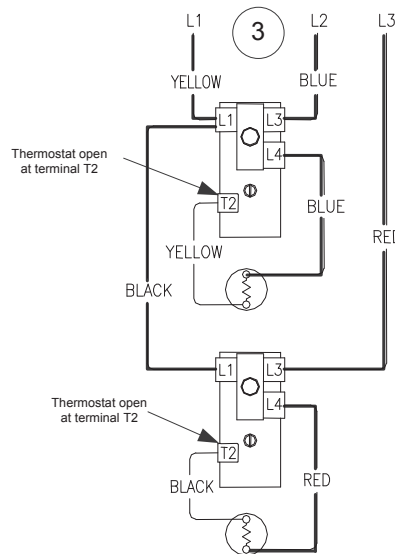 L1
3
L2
L3
YELLOW
BLUE
L1
L3
L4
Thermostat open
at terminal T2
T2
BLUE
YELLOW
RED
BLACK
L1
L3
L4
Thermostat open
at terminal T2
T2
BLACK
RED